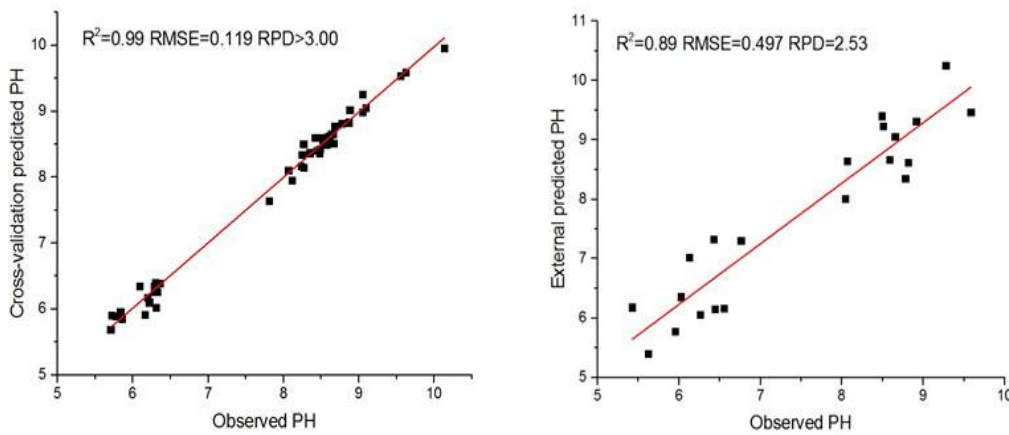 R²=0.99 RMSE=0.119 RPD>3.00
Cross-validation predicted PH
10
9
8
7
6
5
5 6 7 8 9 10
Observed PH
R²=0.89 RMSE=0.497 RPD=2.53
External predicted PH
11
10
9
8
7
6
5
5 6 7 8 9 10
Observed PH